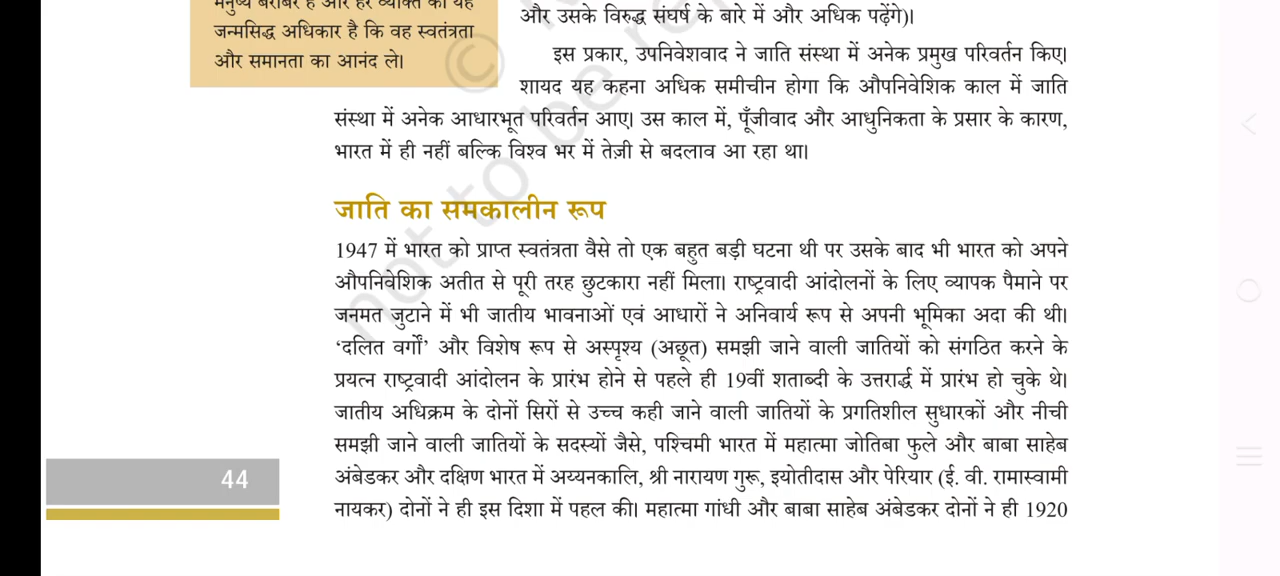 मनुष्य बराबर है और हर व्यक्ति का यह
जन्मसिद्ध अधिकार है कि वह स्वतंत्रता
और समानता का आनंद ले।
और उसके विरुद्ध संघर्ष के बारे में और अधिक पढ़ेंगे)।
इस प्रकार, उपनिवेशवाद ने जाति संस्था में अनेक प्रमुख परिवर्तन किए।
शायद यह कहना अधिक समीचीन होगा कि औपनिवेशिक काल में जाति
संस्था में अनेक आधारभूत परिवर्तन आए। उस काल में, पूँजीवाद और आधुनिकता के प्रसार के कारण,
भारत में ही नहीं बल्कि विश्व भर में तेज़ी से बदलाव आ रहा था।
जाति का समकालीन रूप
1947 में भारत को प्राप्त स्वतंत्रता वैसे तो एक बहुत बड़ी घटना थी पर उसके बाद भी भारत को अपने
औपनिवेशिक अतीत से पूरी तरह छुटकारा नहीं मिला। राष्ट्रवादी आंदोलनों के लिए व्यापक पैमाने पर
जनमत जुटाने में भी जातीय भावनाओं एवं आधारों ने अनिवार्य रूप से अपनी भूमिका अदा की थी।
‘दलित वर्गों’ और विशेष रूप से अस्पृश्य (अछूत) समझी जाने वाली जातियों को संगठित करने के
प्रयत्न राष्ट्रवादी आंदोलन के प्रारंभ होने से पहले ही 19वीं शताब्दी के उत्तरार्द्ध में प्रारंभ हो चुके थे।
जातीय अधिक्रम के दोनों सिरों से उच्च कही जाने वाली जातियों के प्रगतिशील सुधारकों और नीची
समझी जाने वाली जातियों के सदस्यों जैसे, पश्चिमी भारत में महात्मा जोतिबा फुले और बाबा साहेब
अंबेडकर और दक्षिण भारत में अय्यनकालि, श्री नारायण गुरू, इयोतीदास और पेरियार (ई. वी. रामास्वामी
नायकर) दोनों ने ही इस दिशा में पहल की। महात्मा गांधी और बाबा साहेब अंबेडकर दोनों ने ही 1920
44
not to be re